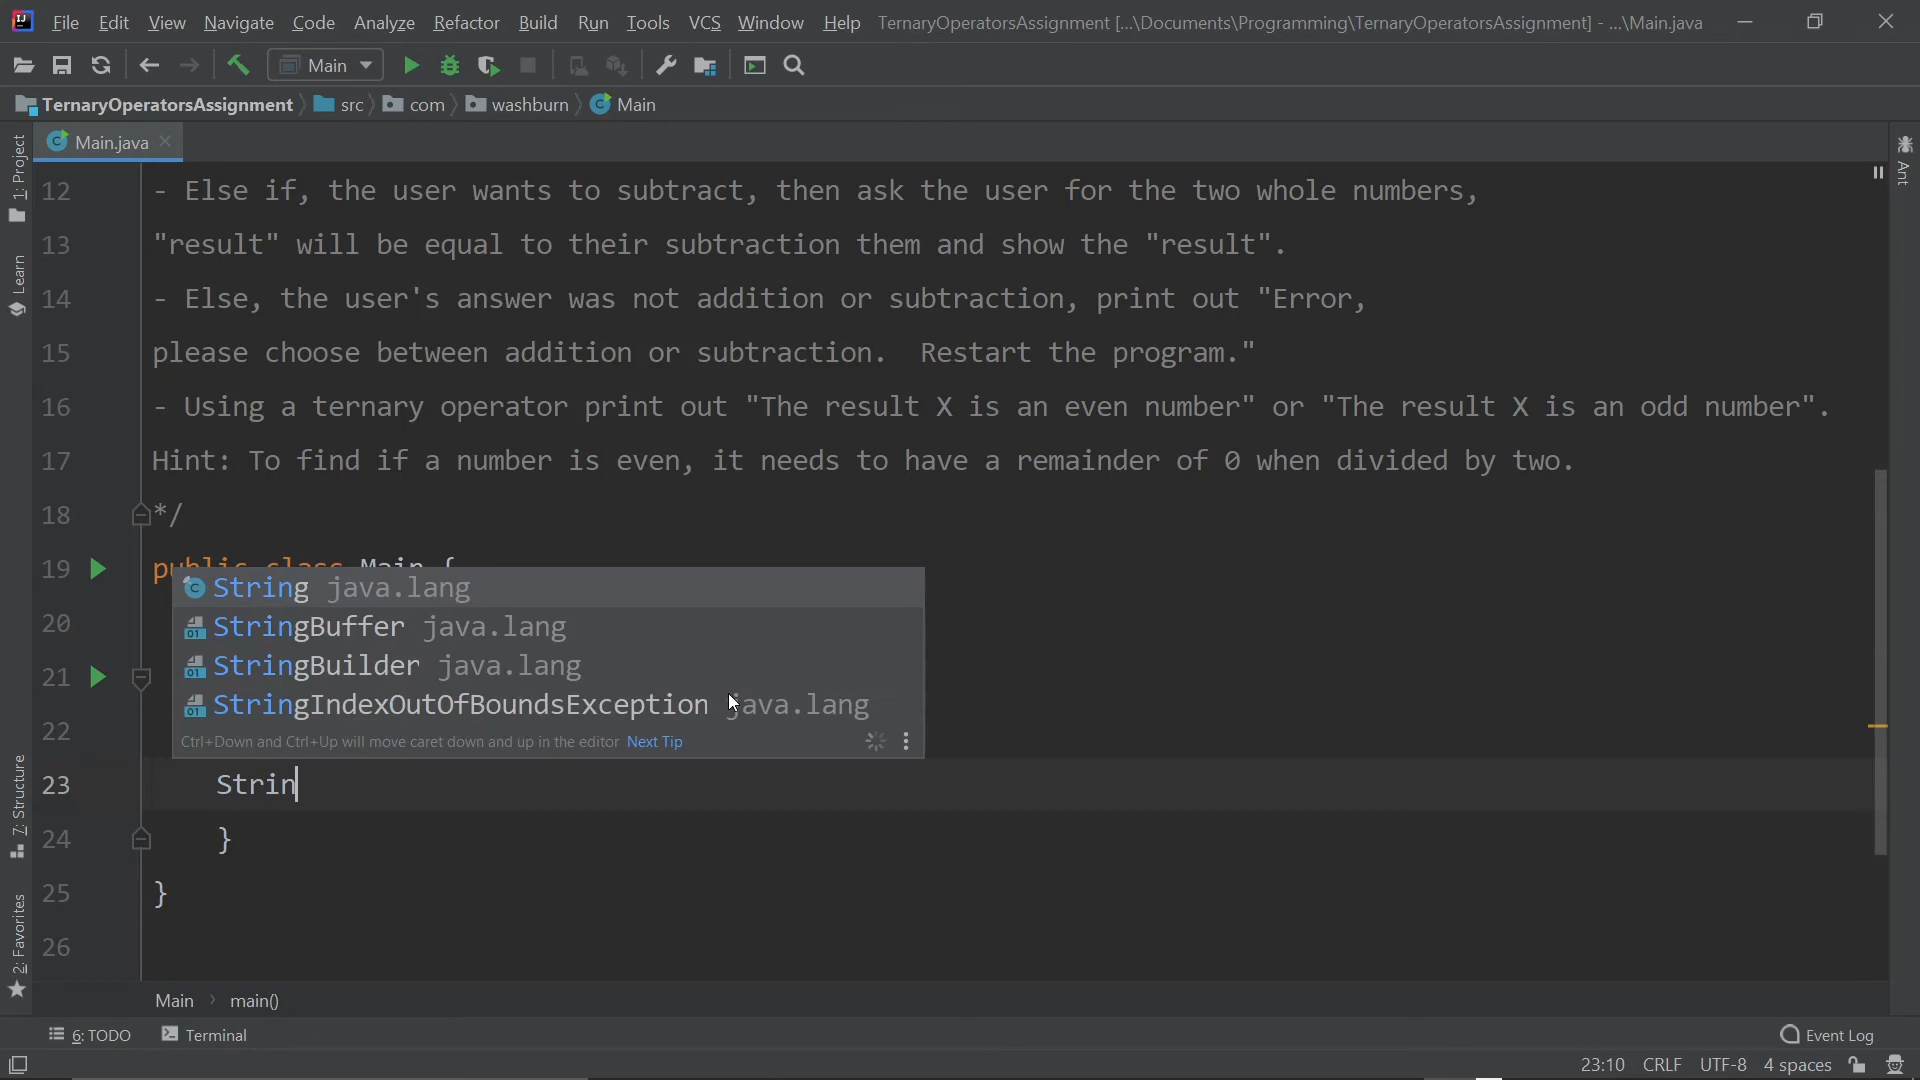 File Edit View Navigate Code Analyze Refactor Build Run Tools VCS Window Help TernaryOperatorsAssignment [...\Documents\Programming\TernaryOperatorsAssignment] - ...\Main.java
Main
TernaryOperatorsAssignment src com washburn Main
Main.java
1: Project
Learn
7: Structure
2: Favorites
Ant
12 - Else if, the user wants to subtract, then ask the user for the two whole numbers,
13 "result" will be equal to their subtraction them and show the "result".
14 - Else, the user's answer was not addition or subtraction, print out "Error,
15 please choose between addition or subtraction.  Restart the program."
16 - Using a ternary operator print out "The result X is an even number" or "The result X is an odd number".
17 Hint: To find if a number is even, it needs to have a remainder of 0 when divided by two.
18 */
19 public class Main {
String java.lang
20
StringBuffer java.lang
StringBuilder java.lang
21
StringIndexOutOfBoundsException java.lang
22
Ctrl+Down and Ctrl+Up will move caret down and up in the editor Next Tip
23 Strin
24 }
25 }
26
Main main()
6: TODO Terminal Event Log
23:10 CRLF UTF-8 4 spaces